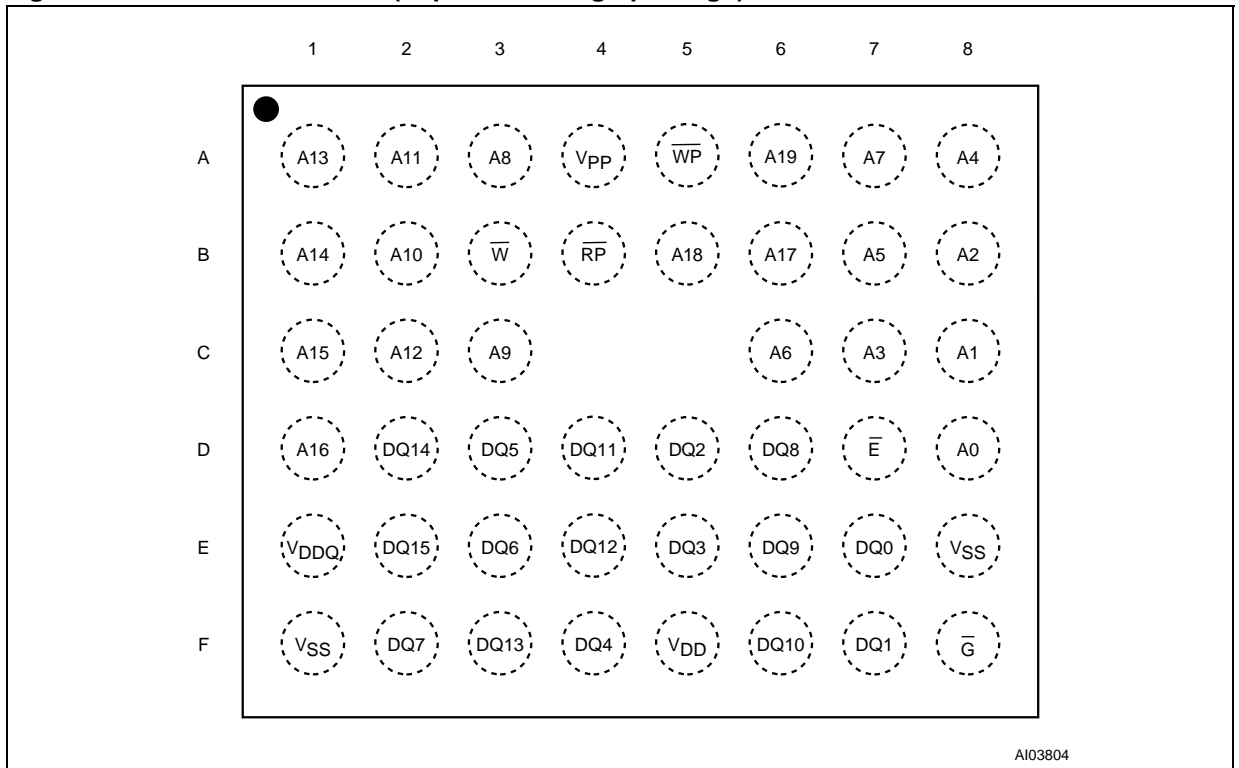 1 2 3 4 5 6 7 8
A A13 A11 A8 VPP W̅P̅ A19 A7 A4
B A14 A10 W̅ R̅P̅ A18 A17 A5 A2
C A15 A12 A9 A6 A3 A1
D A16 DQ14 DQ5 DQ11 DQ2 DQ8 E̅ A0
E VDDQ DQ15 DQ6 DQ12 DQ3 DQ9 DQ0 VSS
F VSS DQ7 DQ13 DQ4 VDD DQ10 DQ1 G̅
AI03804